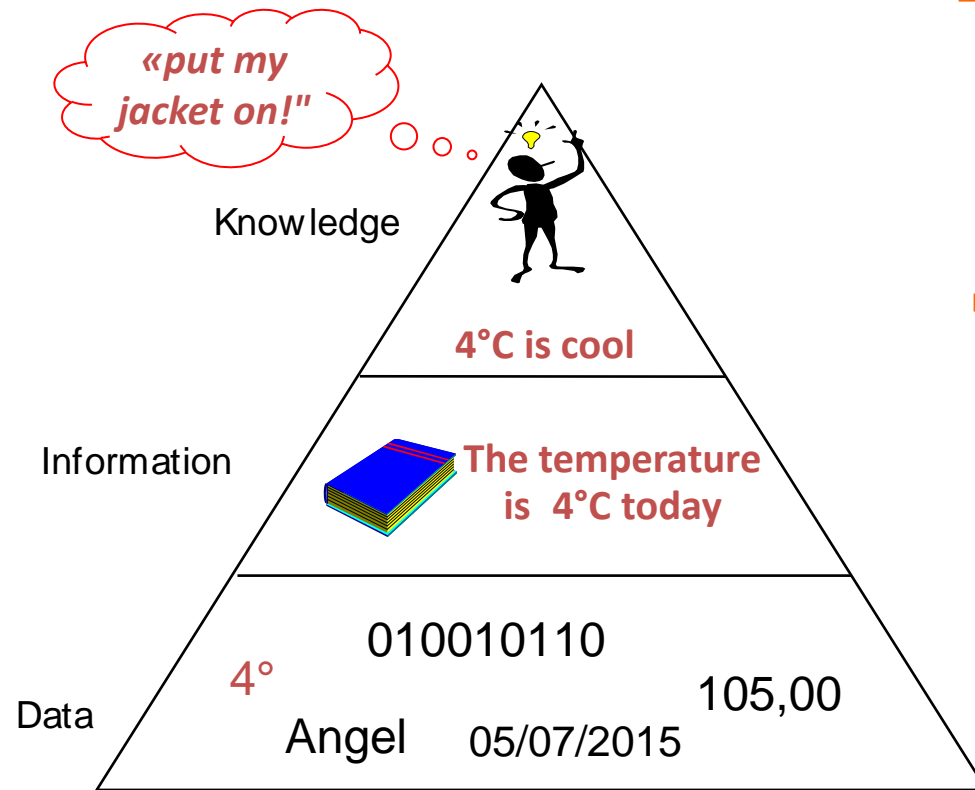 «put my
jacket on!"
Knowledge
4°C is cool
Information
The temperature
is 4°C today
010010110
4°
105,00
Data
Angel 05/07/2015